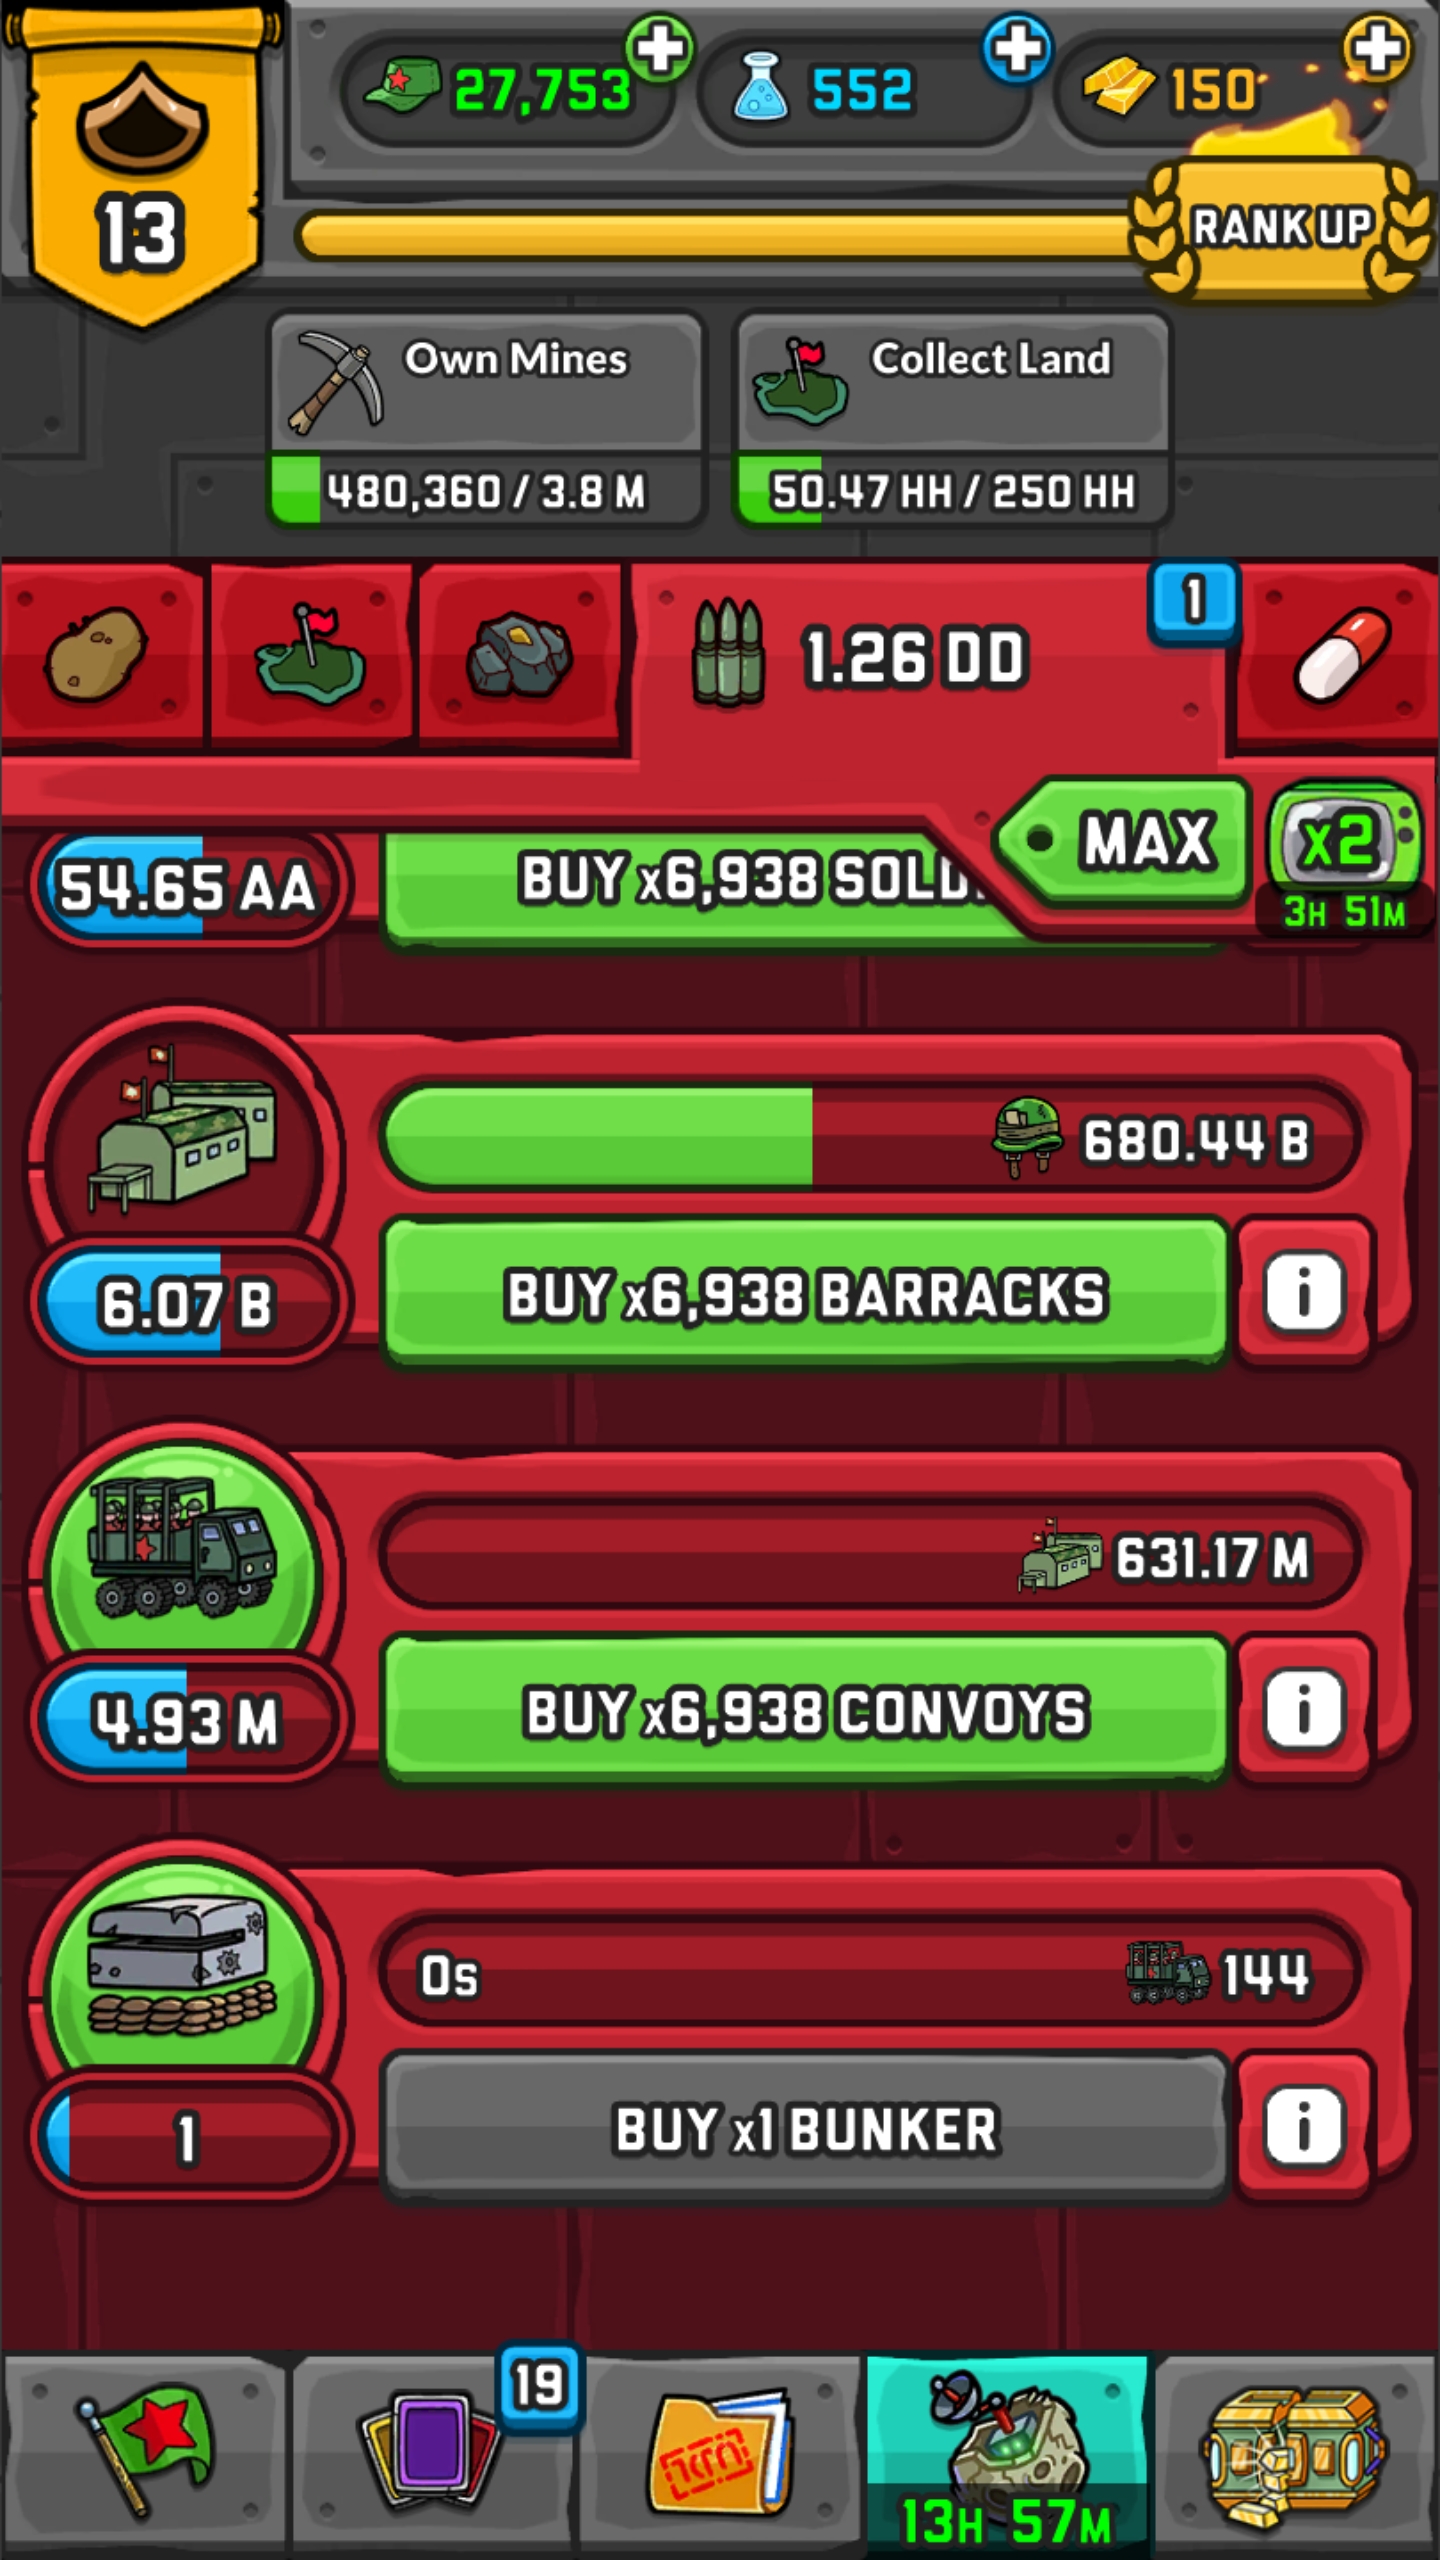 27,753
552
150
13
RANK UP
Own Mines
Collect Land
480,360 / 3.8 M
50.47 HH / 250 HH
1
1.26 DD
MAX
x2
3H 51M
54.65 AA
BUY x6,938 SOLD
680.44 B
6.07 B
BUY x6,938 BARRACKS
i
631.17 M
4.93 M
BUY x6,938 CONVOYS
i
0s
144
1
BUY x1 BUNKER
i
19
13H 57M